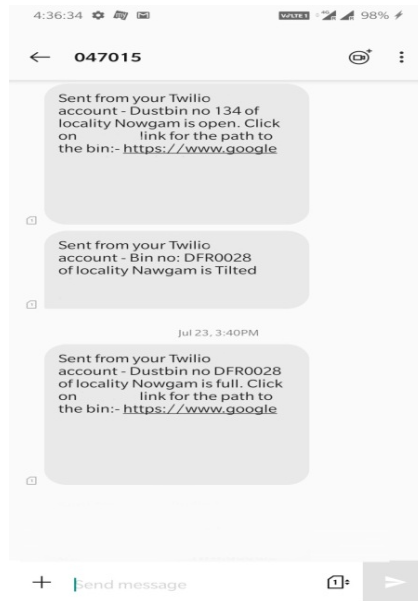 4:36:34 VoLTE1 4G 98%
047015
Sent from your Twilio
account - Dustbin no 134 of
locality Nowgam is open. Click
on link for the path to
the bin:- https://www.google
Sent from your Twilio
account - Bin no: DFR0028
of locality Nawgam is Tilted
Jul 23, 3:40PM
Sent from your Twilio
account - Dustbin no DFR0028
of locality Nowgam is full. Click
on link for the path to
the bin:- https://www.google
Send message
1